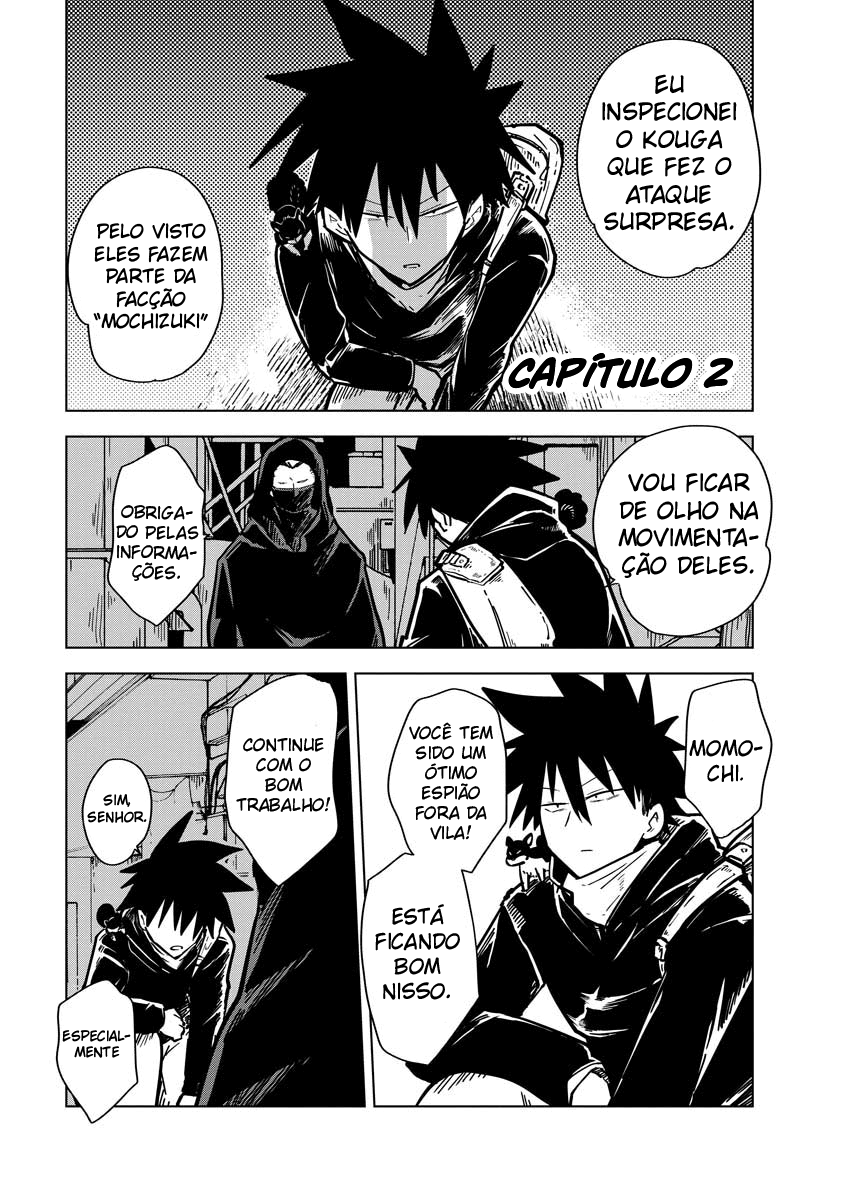 EU
INSPECIONEI
O KOUGA
QUE FEZ O
ATAQUE
SURPRESA.
PELO VISTO
ELES FAZEM
PARTE DA
FACÇÃO
"MOCHIZUKI"
CAPÍTULO 2
VOU FICAR
DE OLHO NA
MOVIMENTA-
ÇÃO DELES.
OBRIGA-
DO PELAS
INFORMA-
ÇÕES.
MOMO-
CHI.
VOCÊ TEM
SIDO UM
ÓTIMO
ESPIÃO
FORA DA
VILA!
ESTÁ
FICANDO
BOM
NISSO.
CONTINUE
COM O
BOM
TRABALHO!
SIM,
SENHOR.
ESPECIAL-
MENTE